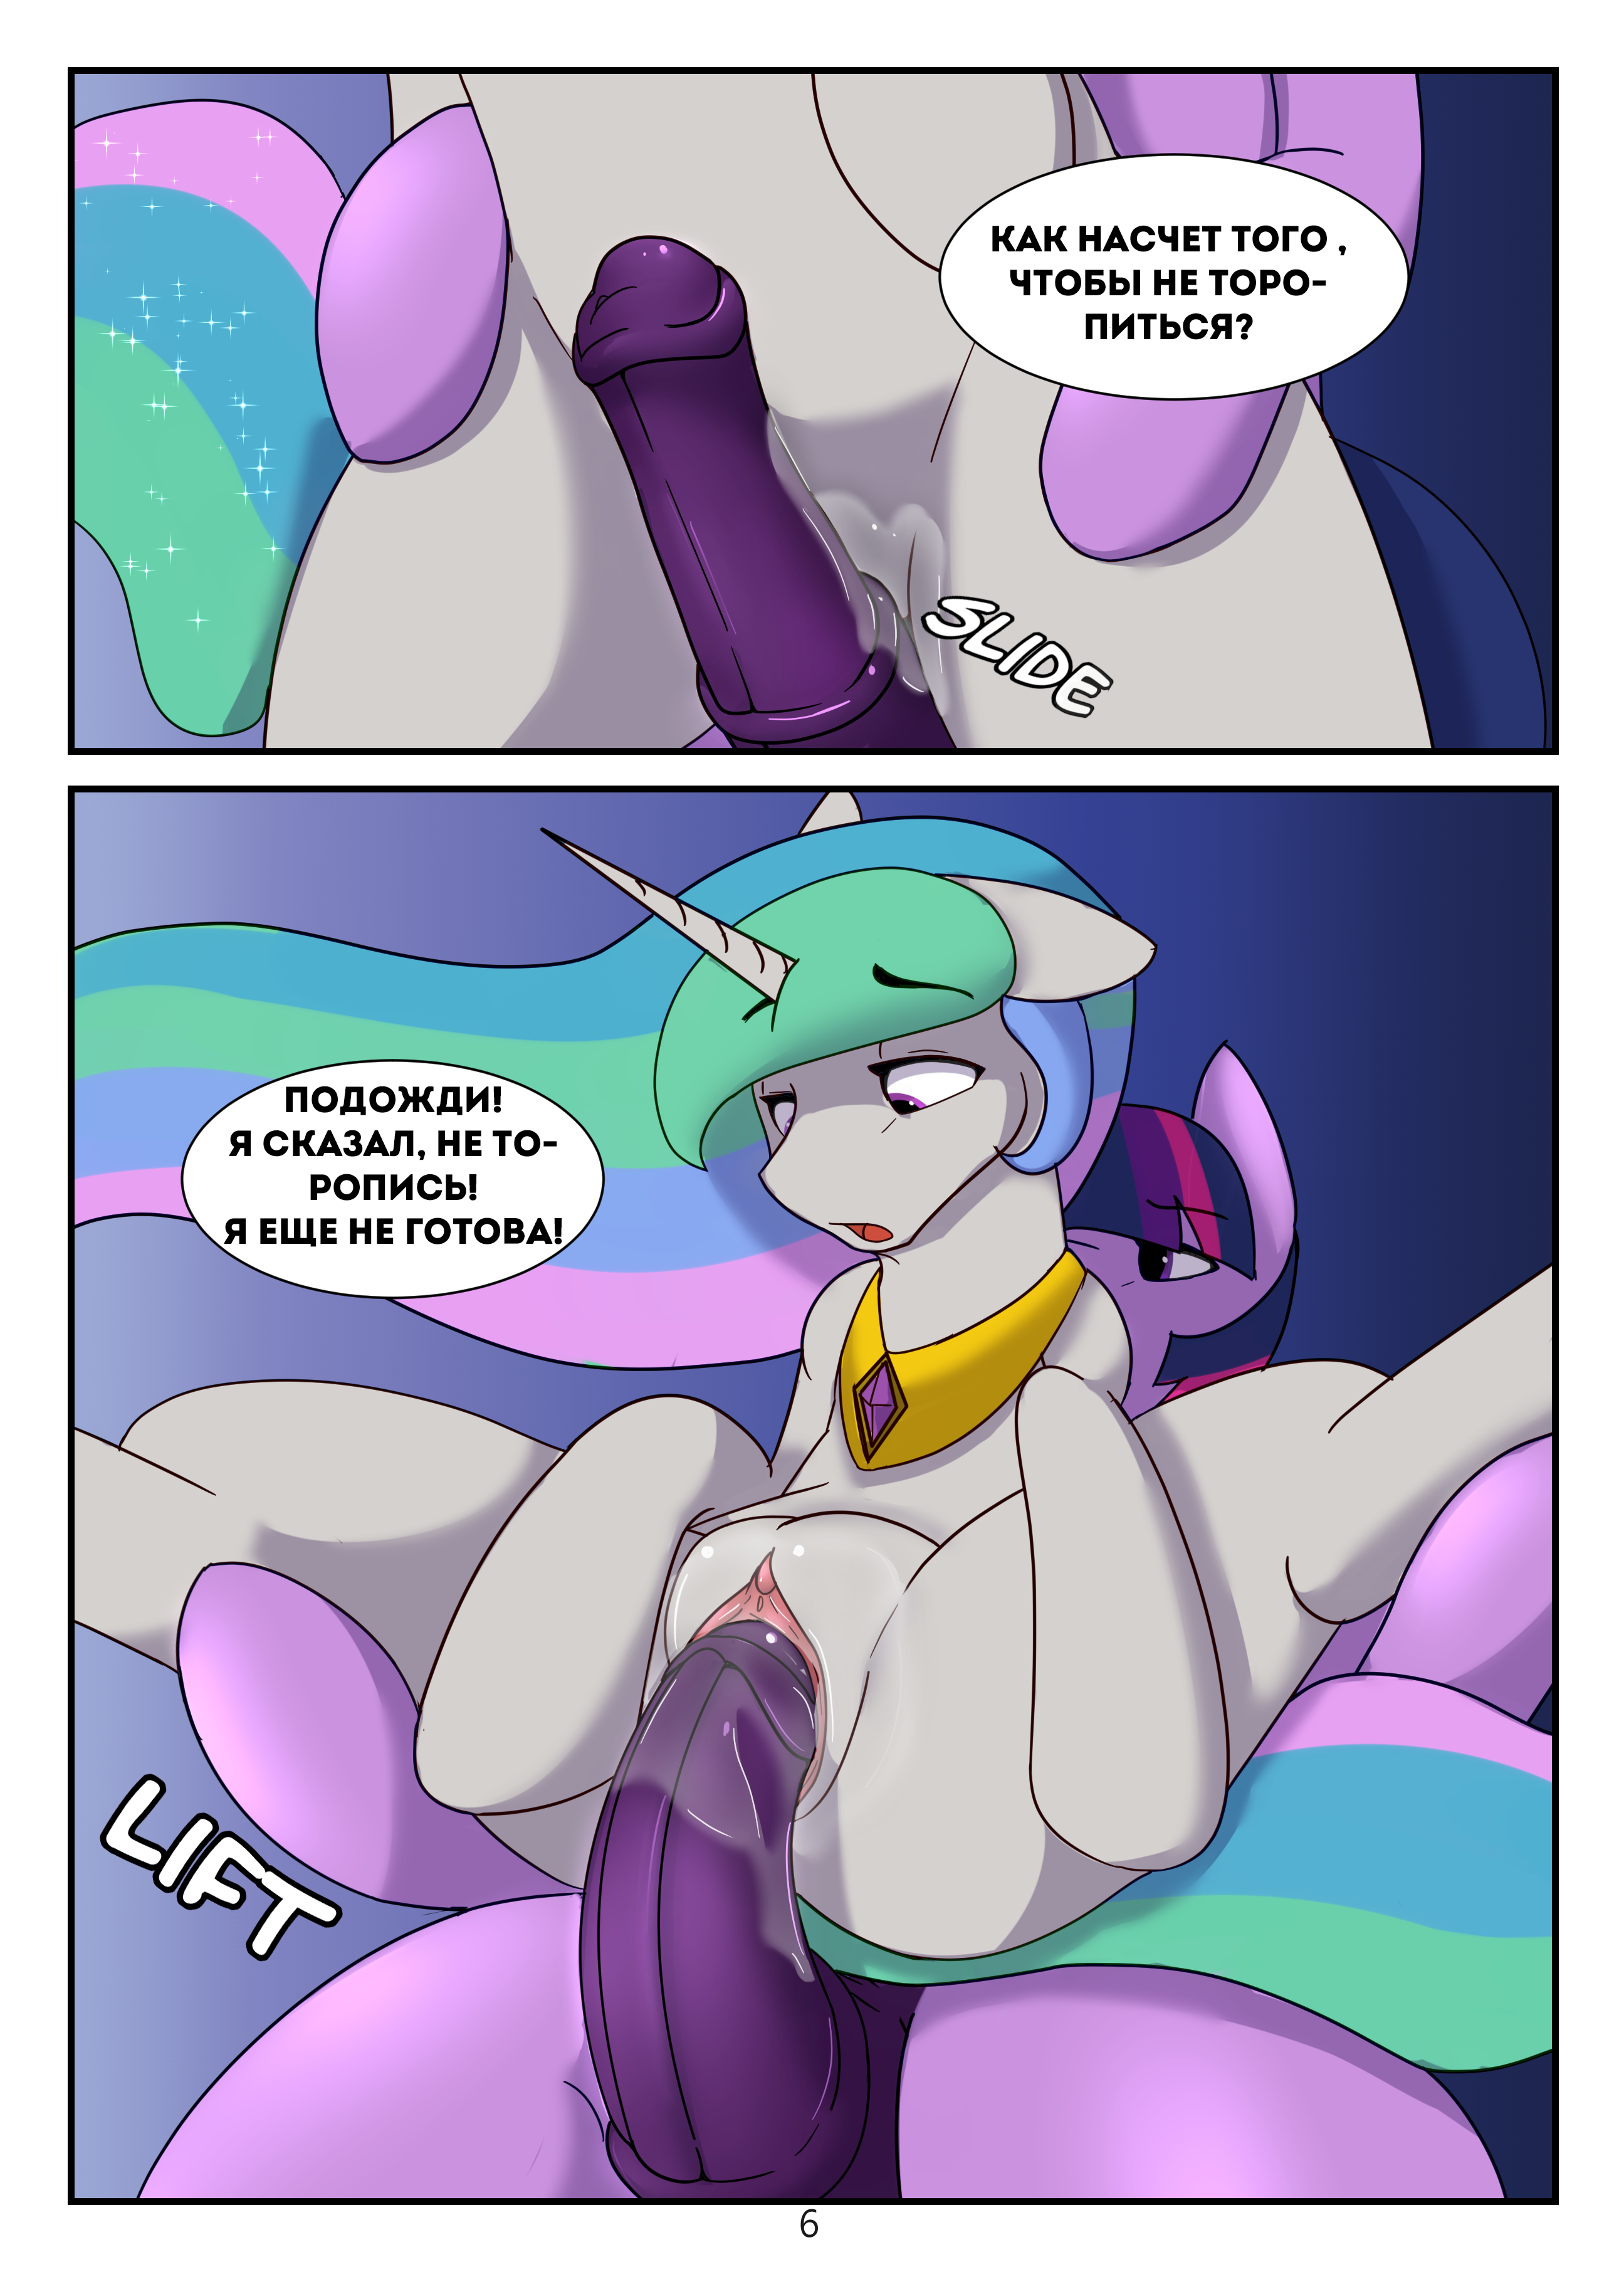 КАК НАСЧЕТ ТОГО ,
ЧТОБЫ НЕ ТОРО-
ПИТЬСЯ?
SLIDE
ПОДОЖДИ!
Я СКАЗАЛ, НЕ ТО-
РОПИСЬ!
Я ЕЩЕ НЕ ГОТОВА!
LIFT
6